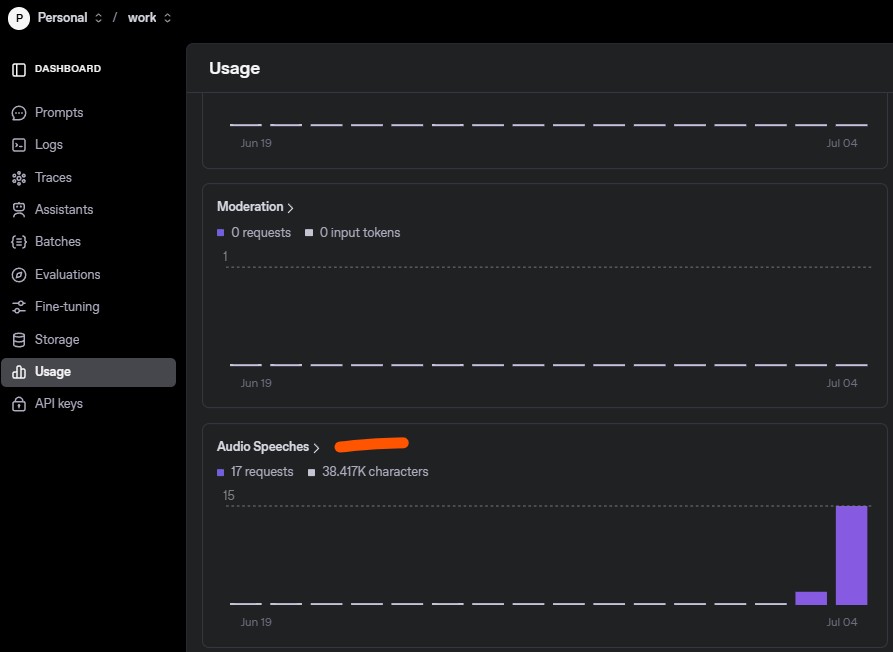 P Personal / work
DASHBOARD
Prompts
Logs
Traces
Assistants
Batches
Evaluations
Fine-tuning
Storage
Usage
API keys
Usage
Jun 19 Jul 04
Moderation
0 requests 0 input tokens
1
Jun 19 Jul 04
Audio Speeches
17 requests 38.417K characters
15
Jun 19 Jul 04